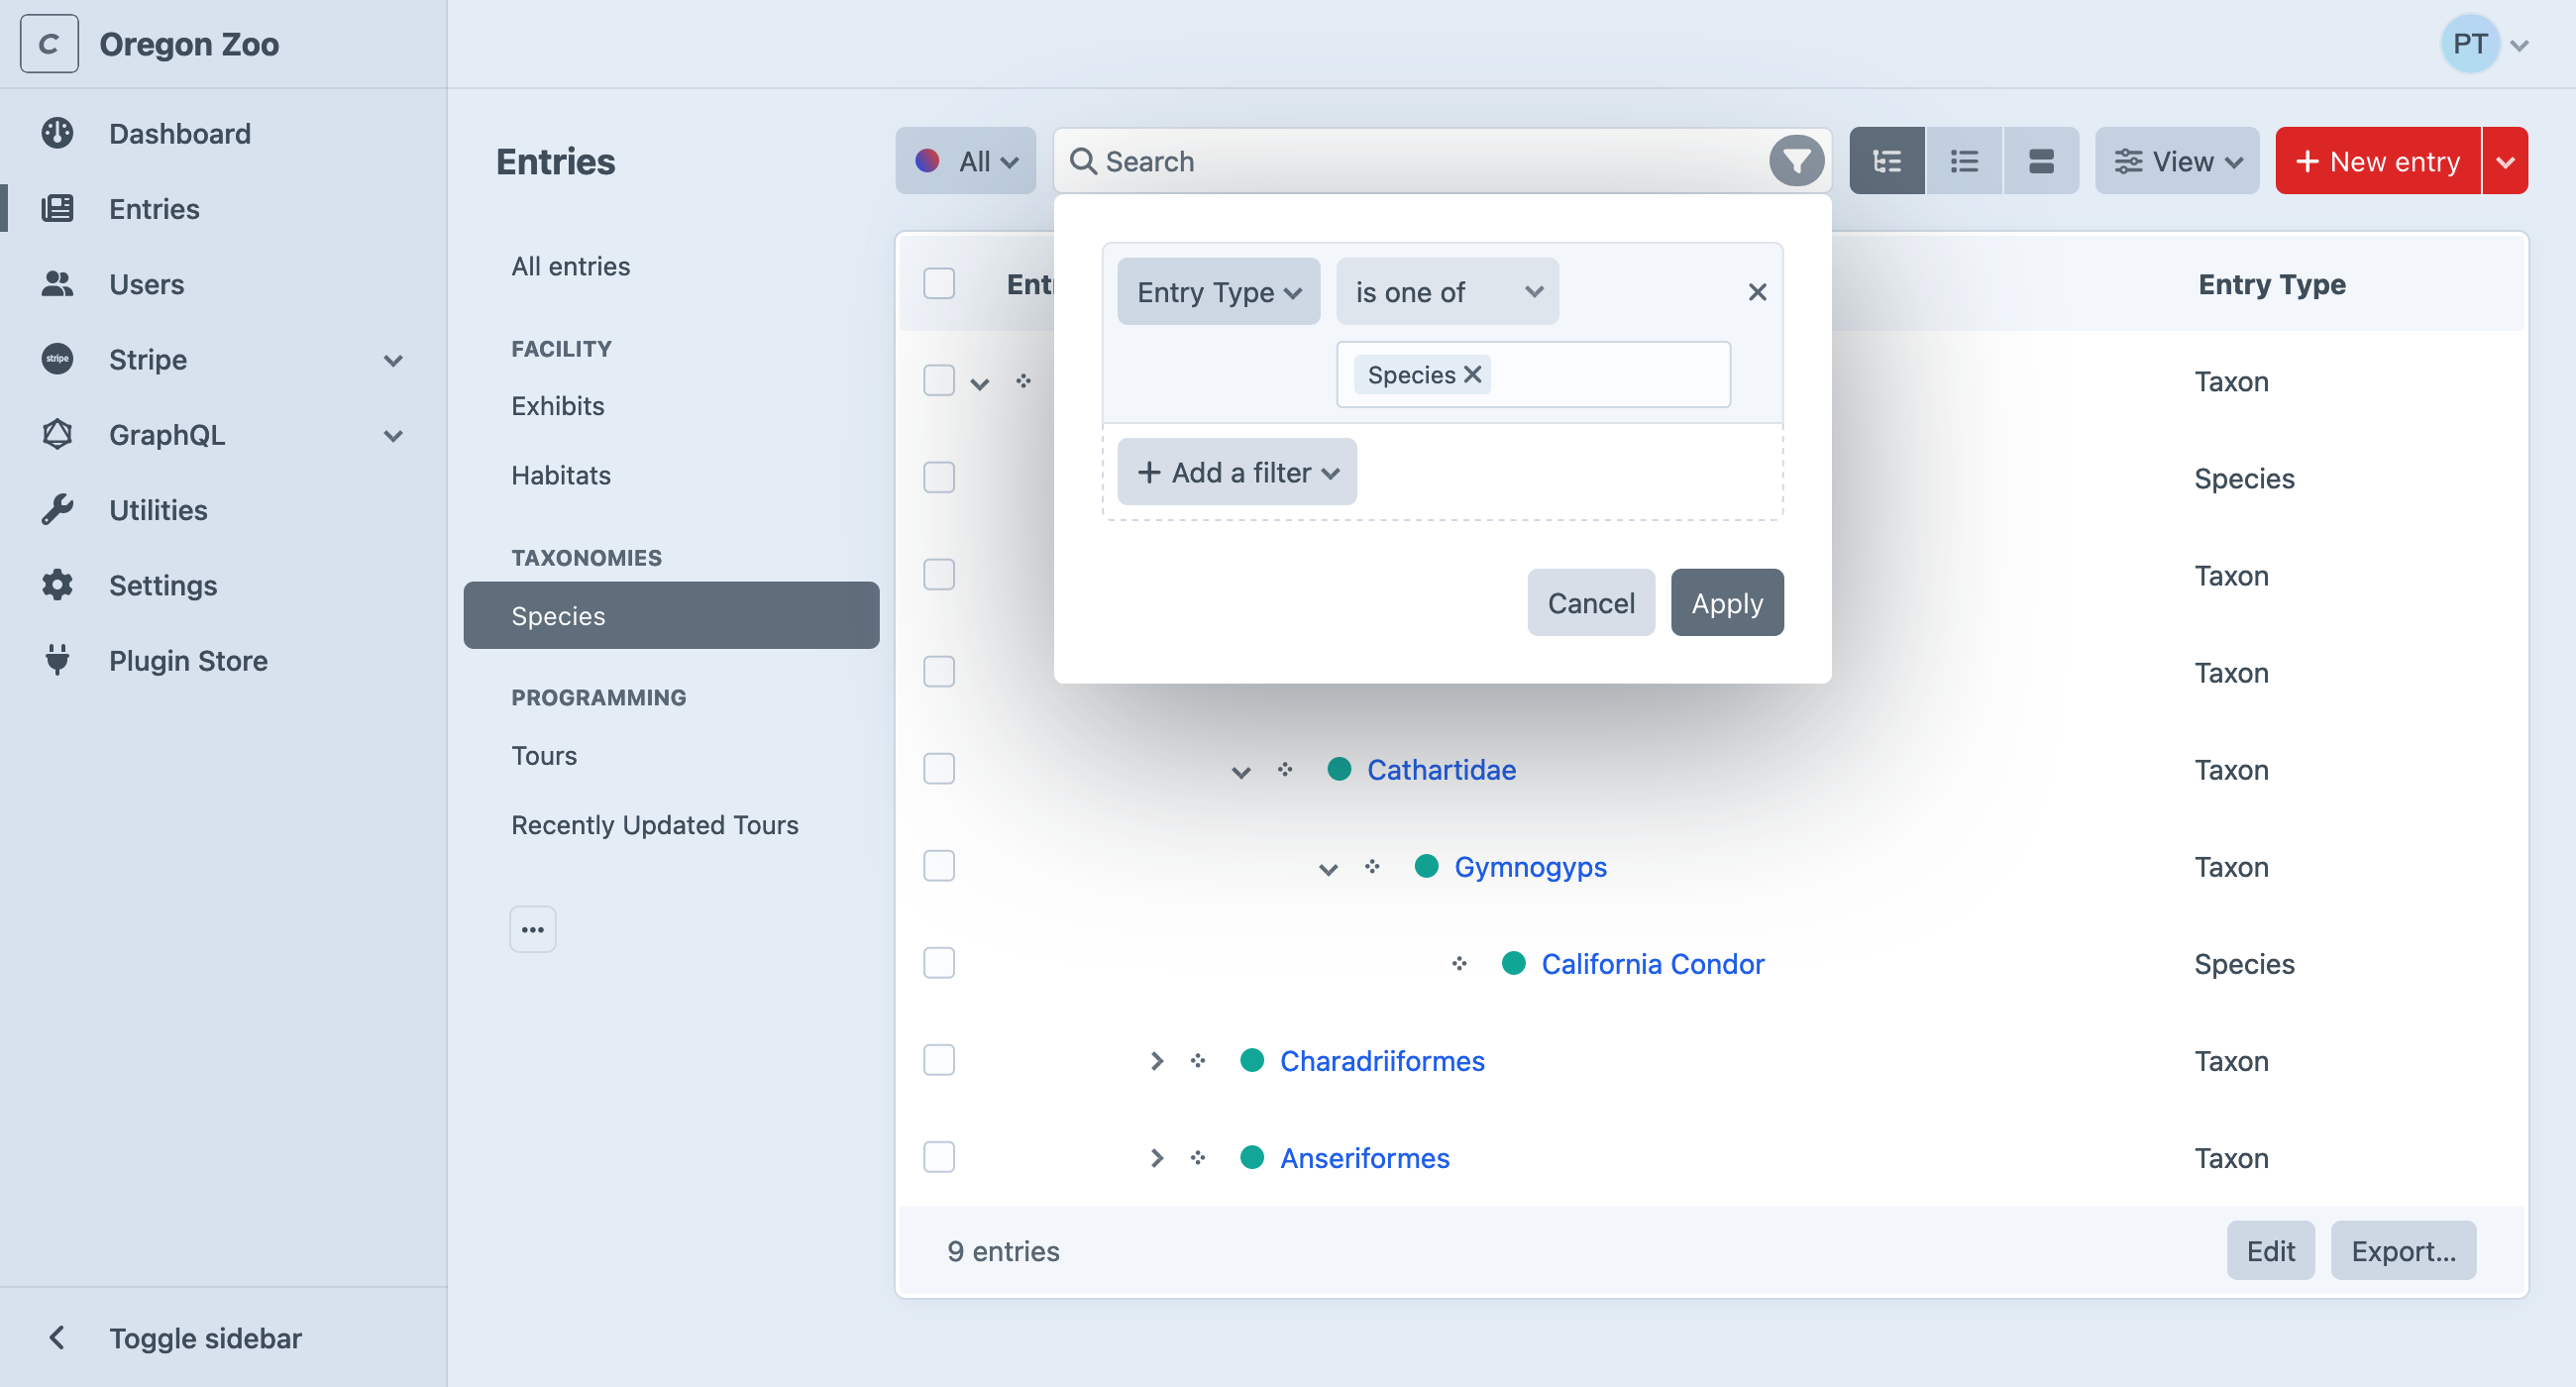 C
Oregon Zoo
PT
Dashboard
Entries
Users
stripe
Stripe
GraphQL
Utilities
Settings
Plugin Store
Toggle sidebar
Entries
All entries
FACILITY
Exhibits
Habitats
TAXONOMIES
Species
PROGRAMMING
Tours
Recently Updated Tours
All
Search
View
New entry
Entry Type
is one of
Species
Add a filter
Cancel
Apply
Ent
Entry Type
Taxon
Species
Taxon
Taxon
Cathartidae
Taxon
Gymnogyps
Taxon
California Condor
Species
Charadriiformes
Taxon
Anseriformes
Taxon
9 entries
Edit
Export...